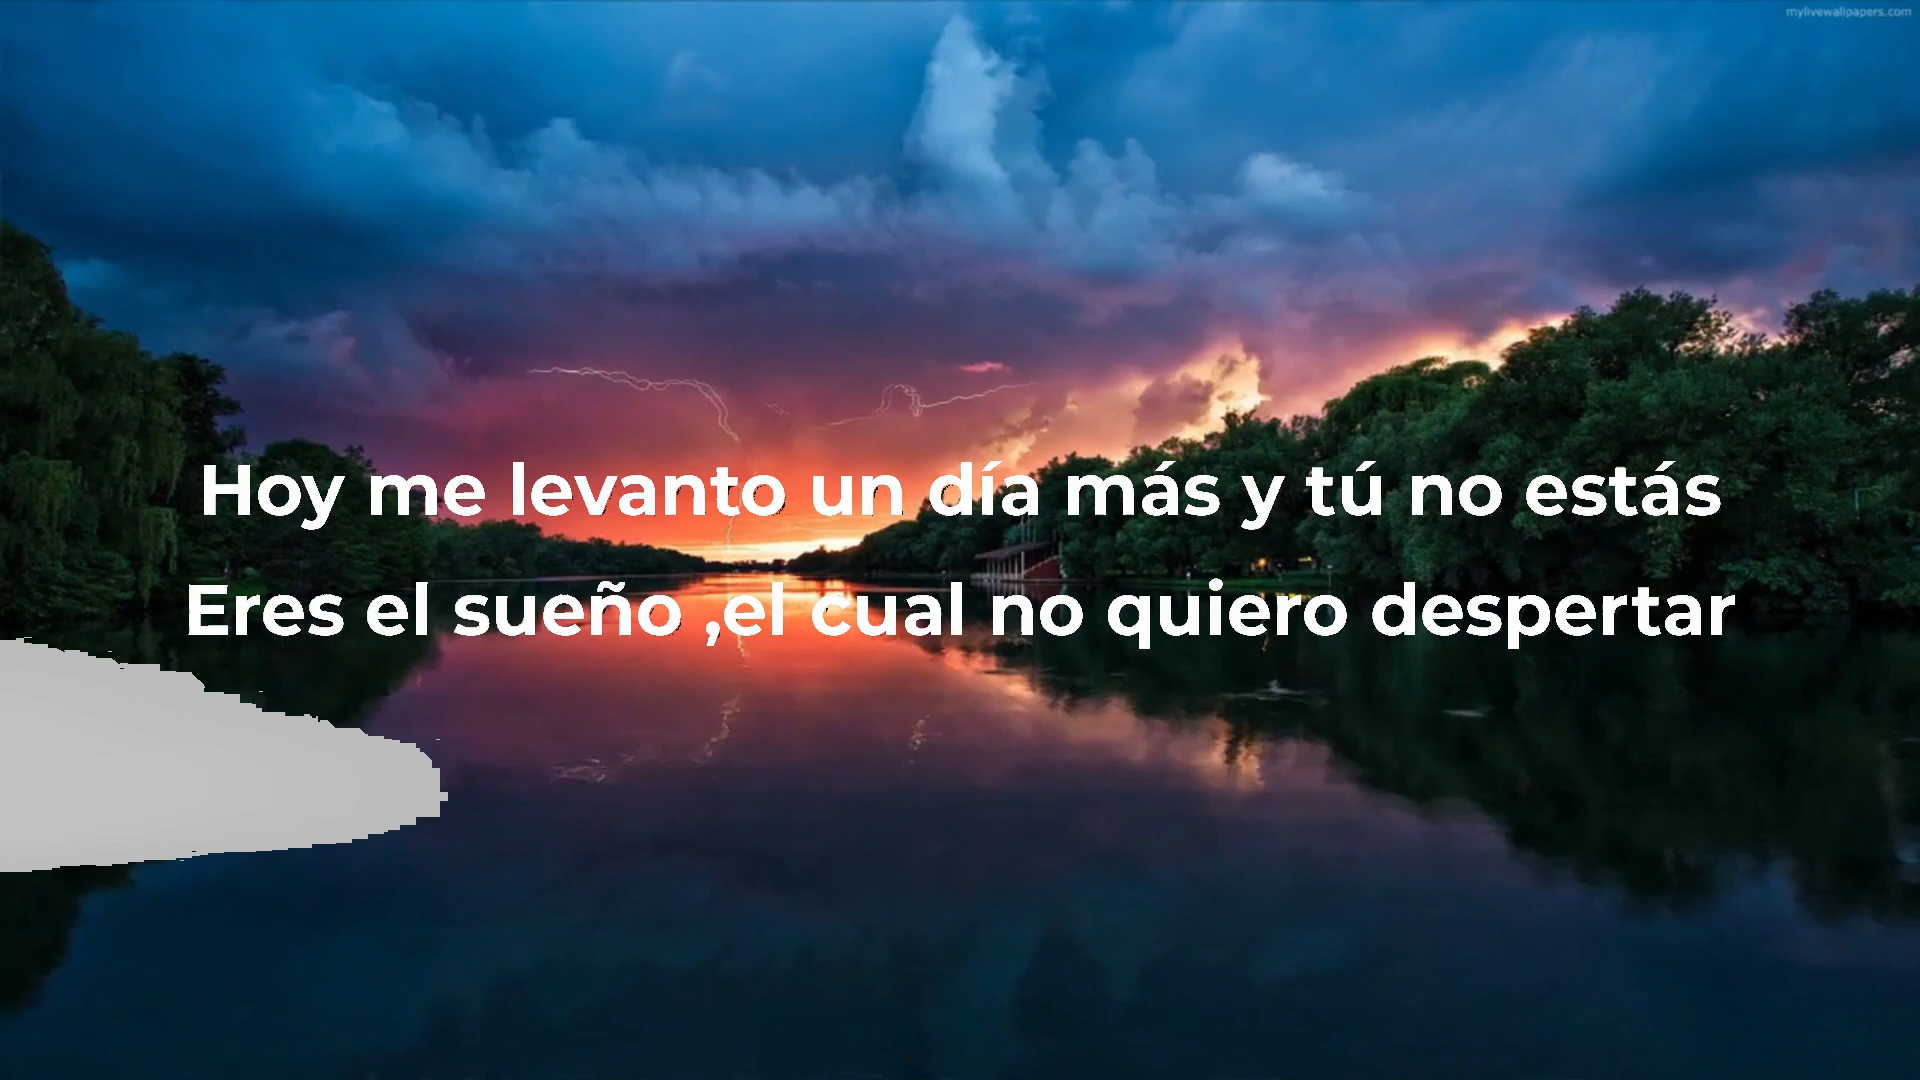 mylivewallpapers.com
Hoy me levanto un día más y tú no estás
Eres el sueño ,el cual no quiero despertar